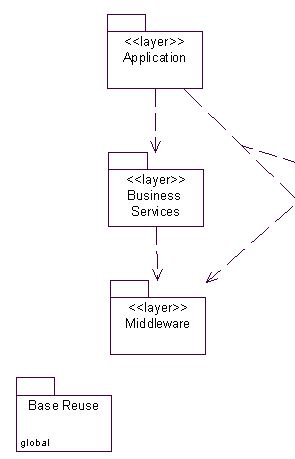 <<layer>>
Application
<<layer>>
Business
Services
<<layer>>
Middleware
Base Reuse
global